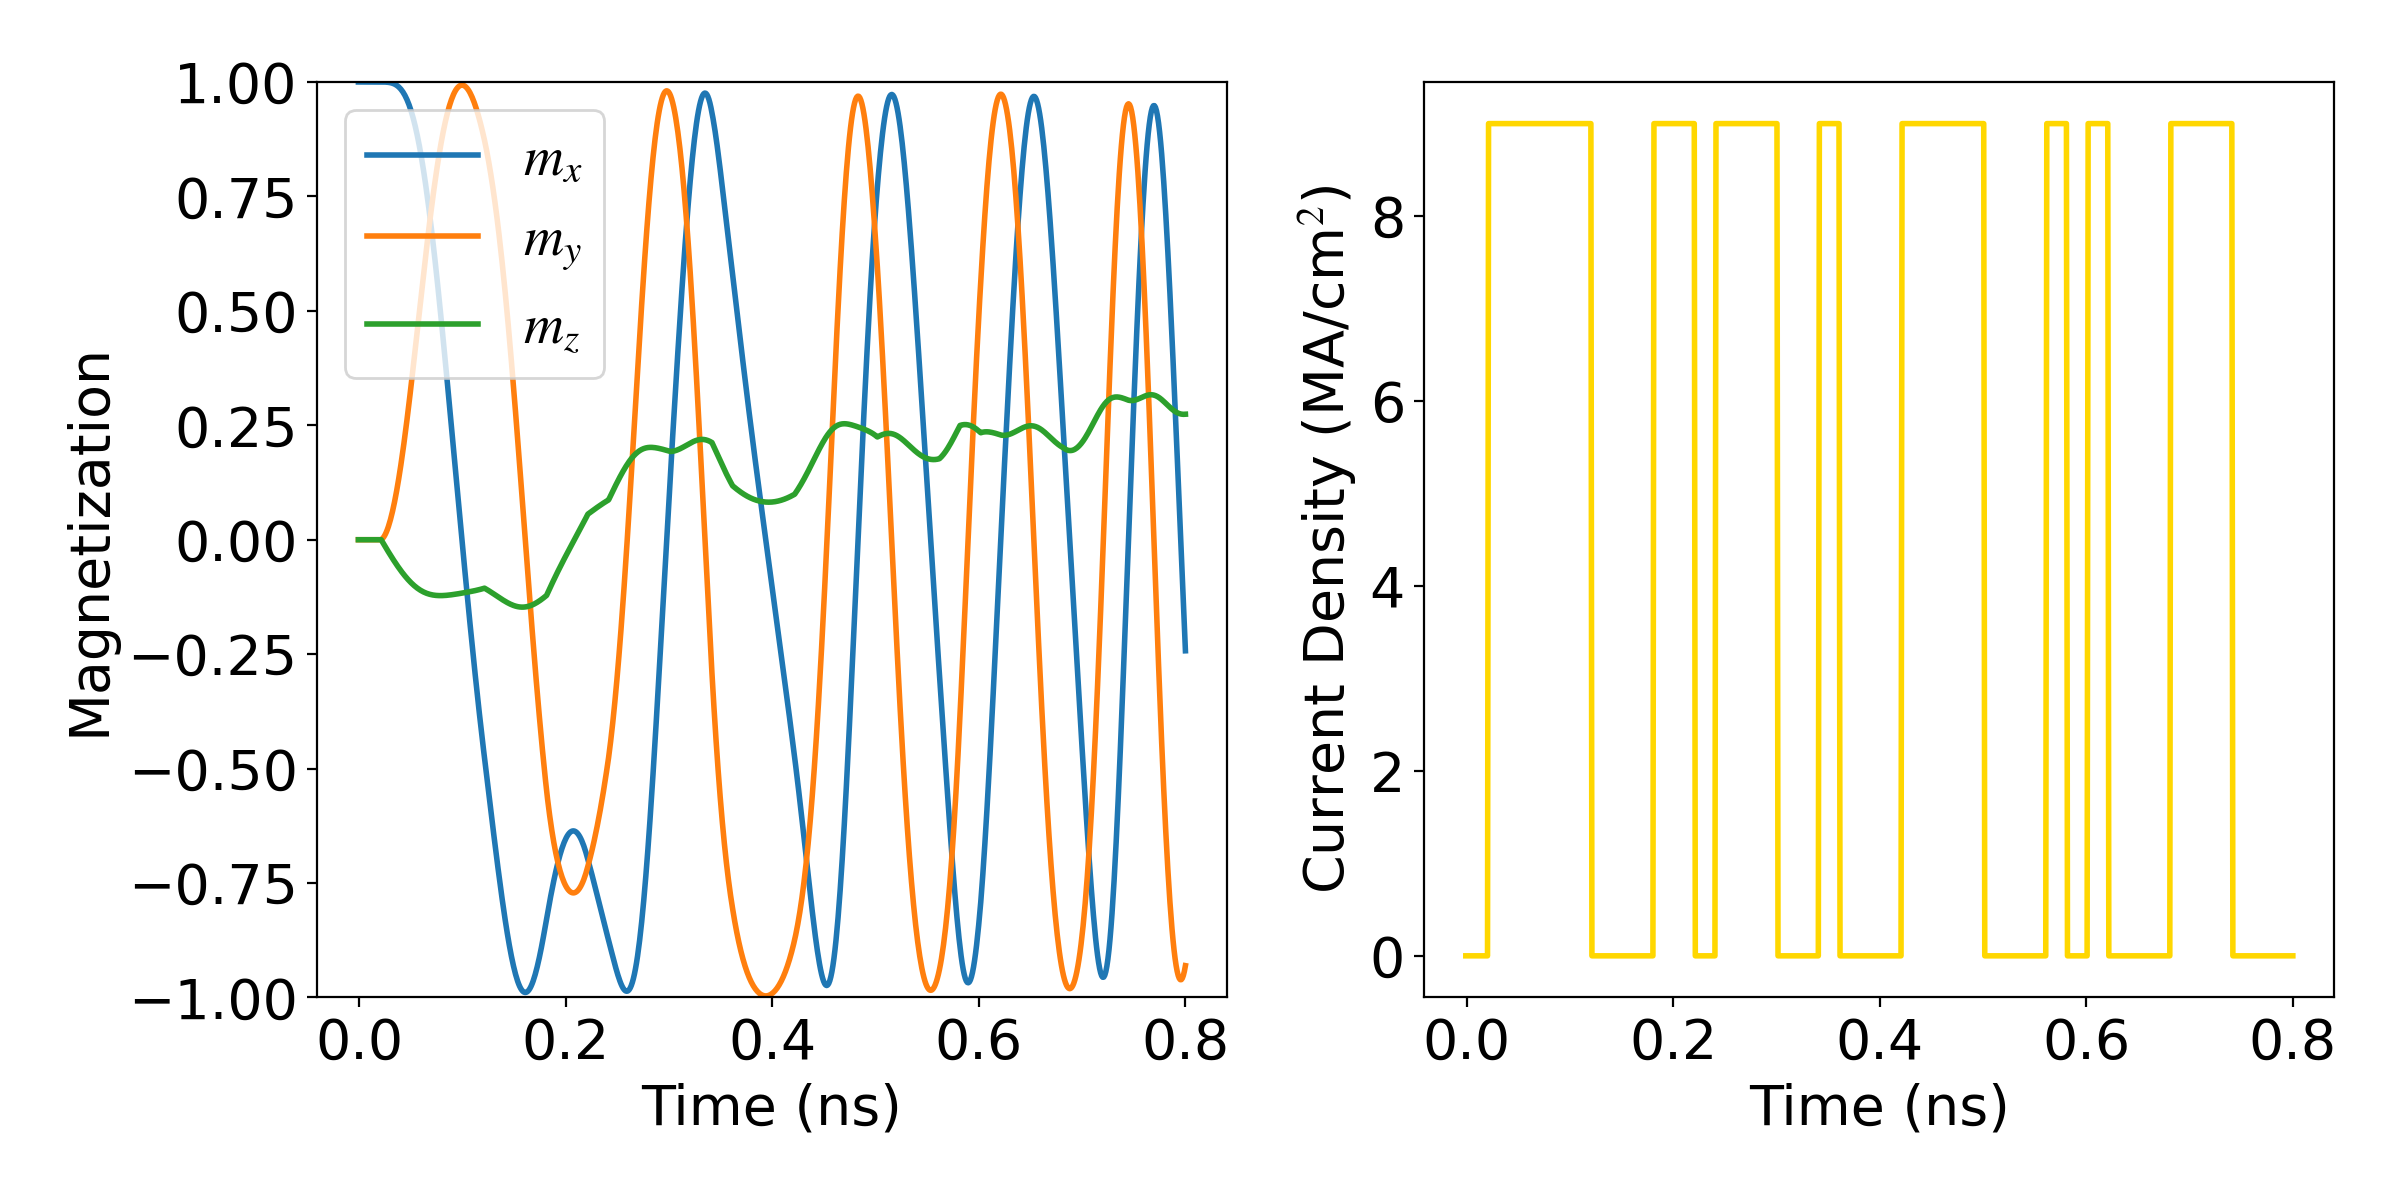 1.00
0.75
0.50
0.25
0.00
−0.25
−0.50
−0.75
−1.00
Magnetization
0.0 0.2 0.4 0.6 0.8
Time (ns)
mₓ
m_y
m_z
8
6
4
2
0
Current Density (MA/cm²)
0.0 0.2 0.4 0.6 0.8
Time (ns)